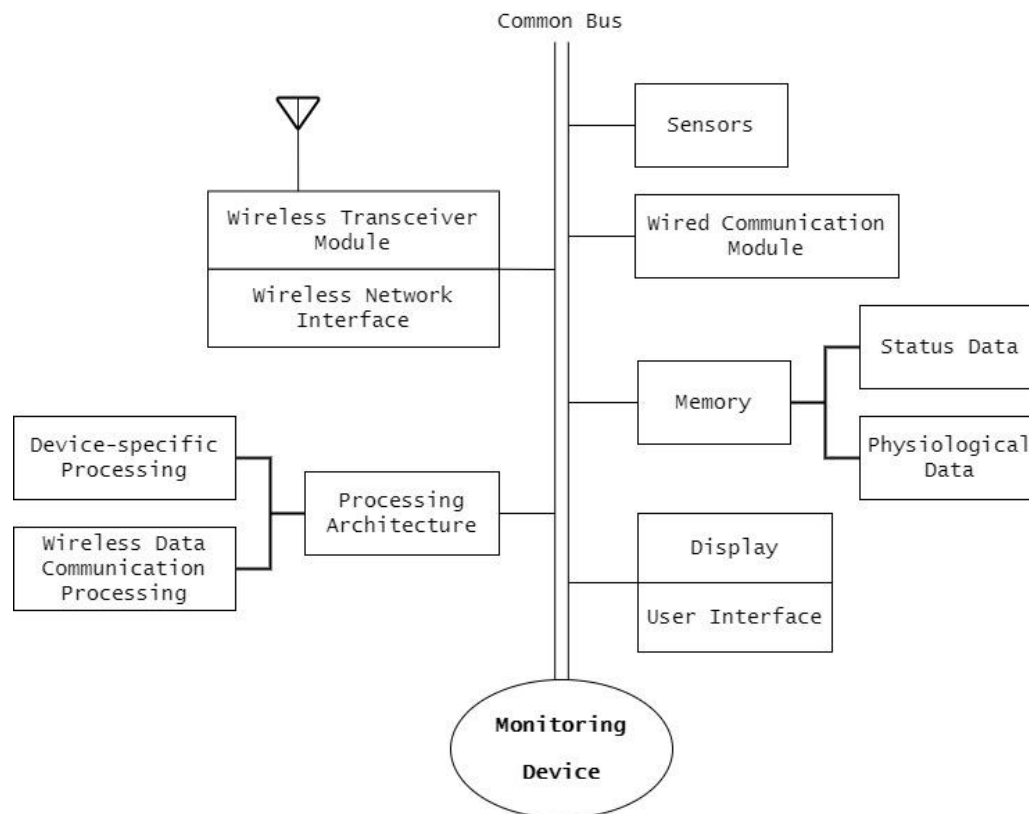 Common Bus
Sensors
Wireless Transceiver
Module
Wireless Network
Interface
Wired Communication
Module
Status Data
Memory
Physiological
Data
Device-specific
Processing
Processing
Architecture
Wireless Data
Communication
Processing
Display
User Interface
Monitoring
Device